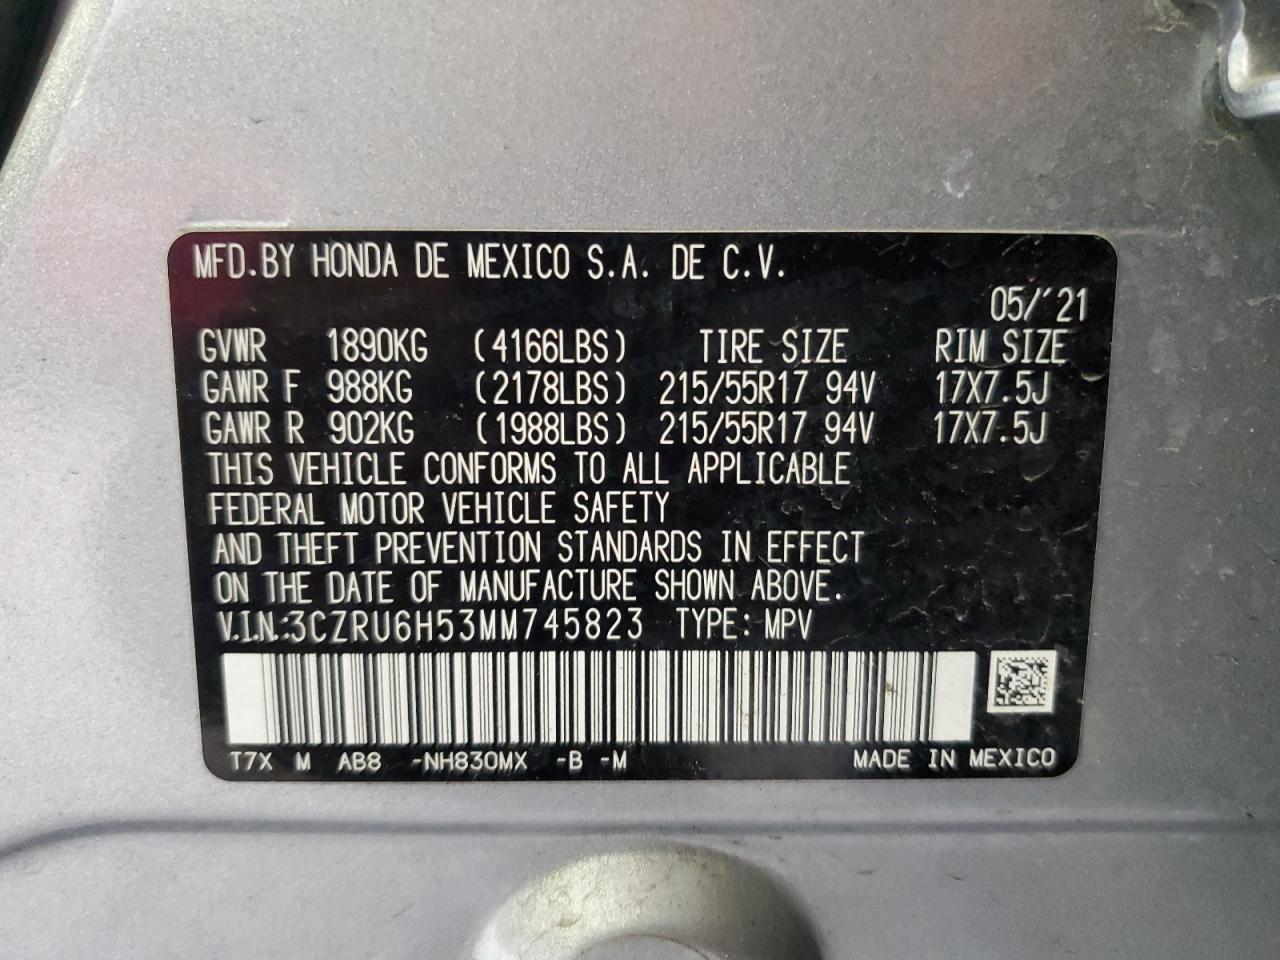 MFD.BY HONDA DE MEXICO S.A. DE C.V.
05/'21
GVWR 1890KG (4166LBS) TIRE SIZE RIM SIZE
GAWR F 988KG (2178LBS) 215/55R17 94V 17X7.5J
GAWR R 902KG (1988LBS) 215/55R17 94V 17X7.5J
THIS VEHICLE CONFORMS TO ALL APPLICABLE
FEDERAL MOTOR VEHICLE SAFETY
AND THEFT PREVENTION STANDARDS IN EFFECT
ON THE DATE OF MANUFACTURE SHOWN ABOVE.
V.I.N.:3CZRU6H53MM745823 TYPE: MPV
T7X M AB8 -NH830MX -B -M MADE IN MEXICO